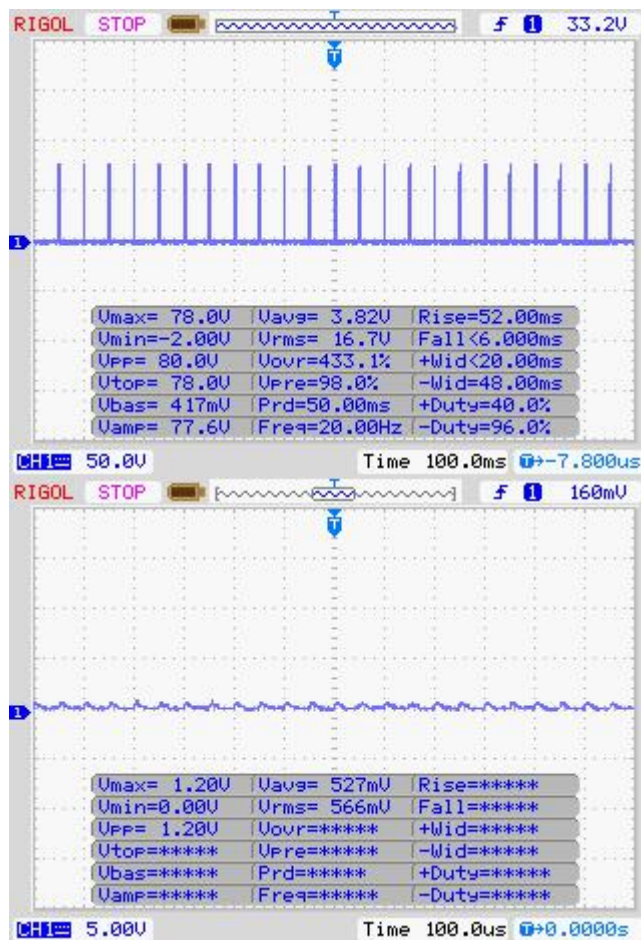 RIGOL STOP T 1 33.2V
T
1
Vmax= 78.0V Vavg= 3.82V Rise=52.00ms
Vmin=-2.00V Vrms= 16.7V Fall<6.000ms
Vpp= 80.0V Vovr=433.1% +Wid<20.00ms
Vtop= 78.0V Vpre=98.0% -Wid=48.00ms
Vbas= 417mV Prd=50.00ms +Duty=40.0%
Vamp= 77.6V Freq=20.00Hz -Duty=96.0%
CH1 50.0V Time 100.0ms T→-7.800us
RIGOL STOP T 1 160mV
T
1
Vmax= 1.20V Vavg= 527mV Rise=*****
Vmin=0.00V Vrms= 566mV Fall=*****
Vpp= 1.20V Vovr=***** +Wid=*****
Vtop=***** Vpre=***** -Wid=*****
Vbas=***** Prd=***** +Duty=*****
Vamp=***** Freq=***** -Duty=*****
CH1 5.00V Time 100.0us T→0.0000s